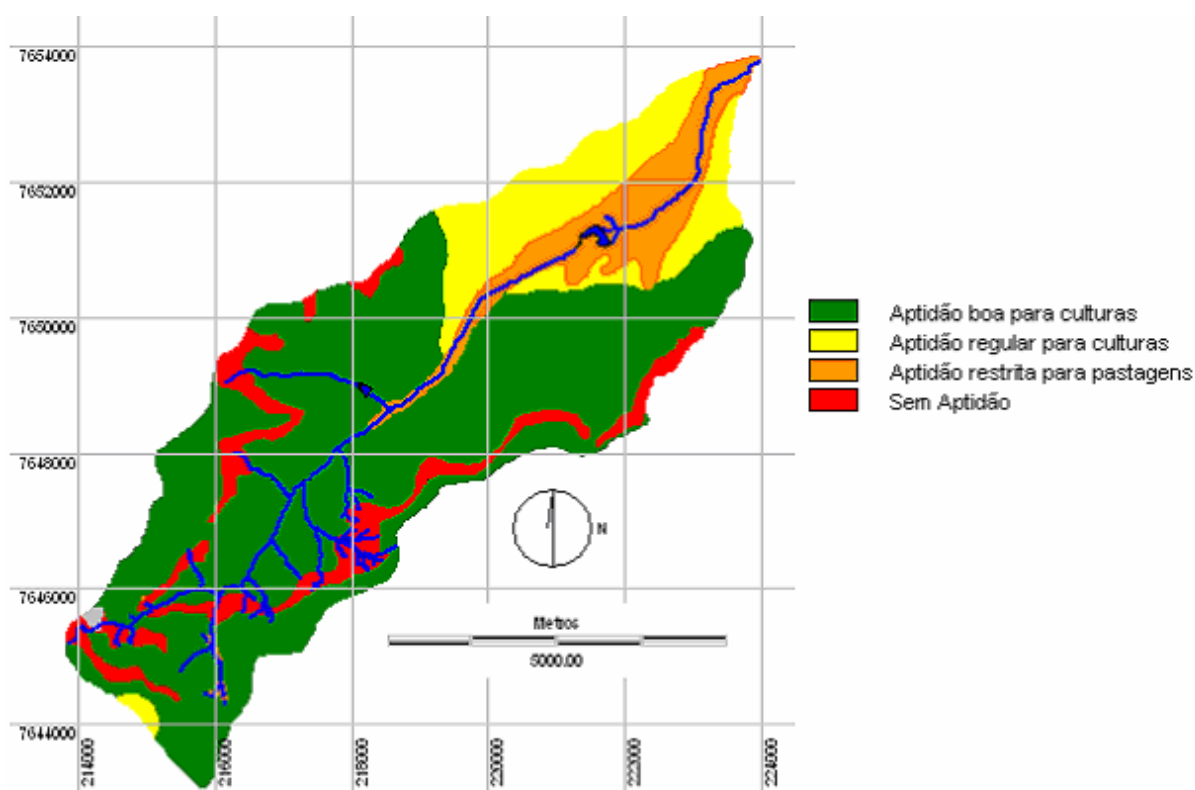 7654000
7652000
7650000
7648000
7646000
7644000
Aptidão boa para culturas
Aptidão regular para culturas
Aptidão restrita para pastagens
Sem Aptidão
N
Metros
5000.00
214000
216000
218000
220000
222000
224000